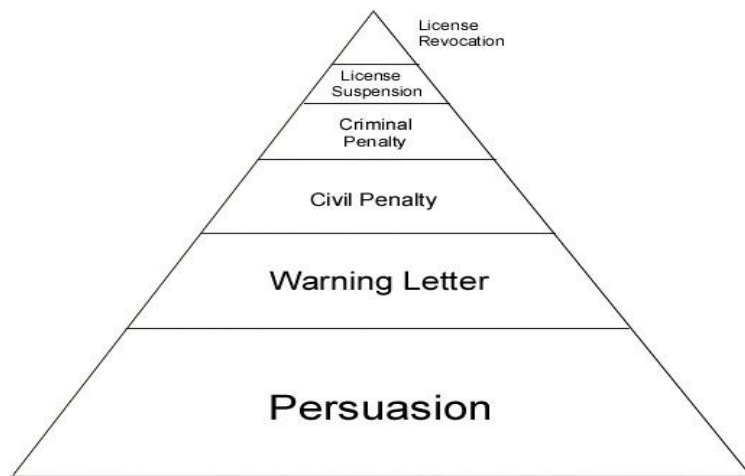 License
Revocation
License
Suspension
Criminal
Penalty
Civil Penalty
Warning Letter
Persuasion